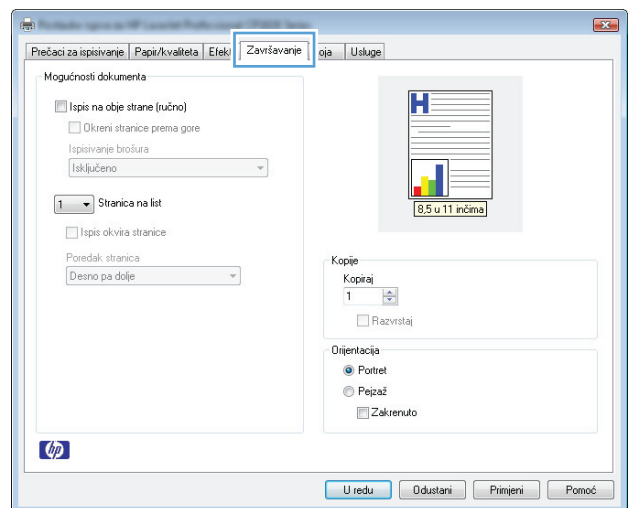 Prečaci za ispisivanje Papir/kvaliteta Efek Završavanje oja Usluge
Mogućnosti dokumenta
Ispis na obje strane (ručno)
Okreni stranice prema gore
Ispisivanje brošura
Isključeno
1 Stranica na list
Ispis okvira stranice
Poredak stranica
Desno pa dolje
H
8,5 u 11 inčima
Kopije
Kopiraj
1
Razvrstaj
Orijentacija
Portret
Pejzaž
Zakrenuto
hp
U redu Odustani Primjeni Pomoć